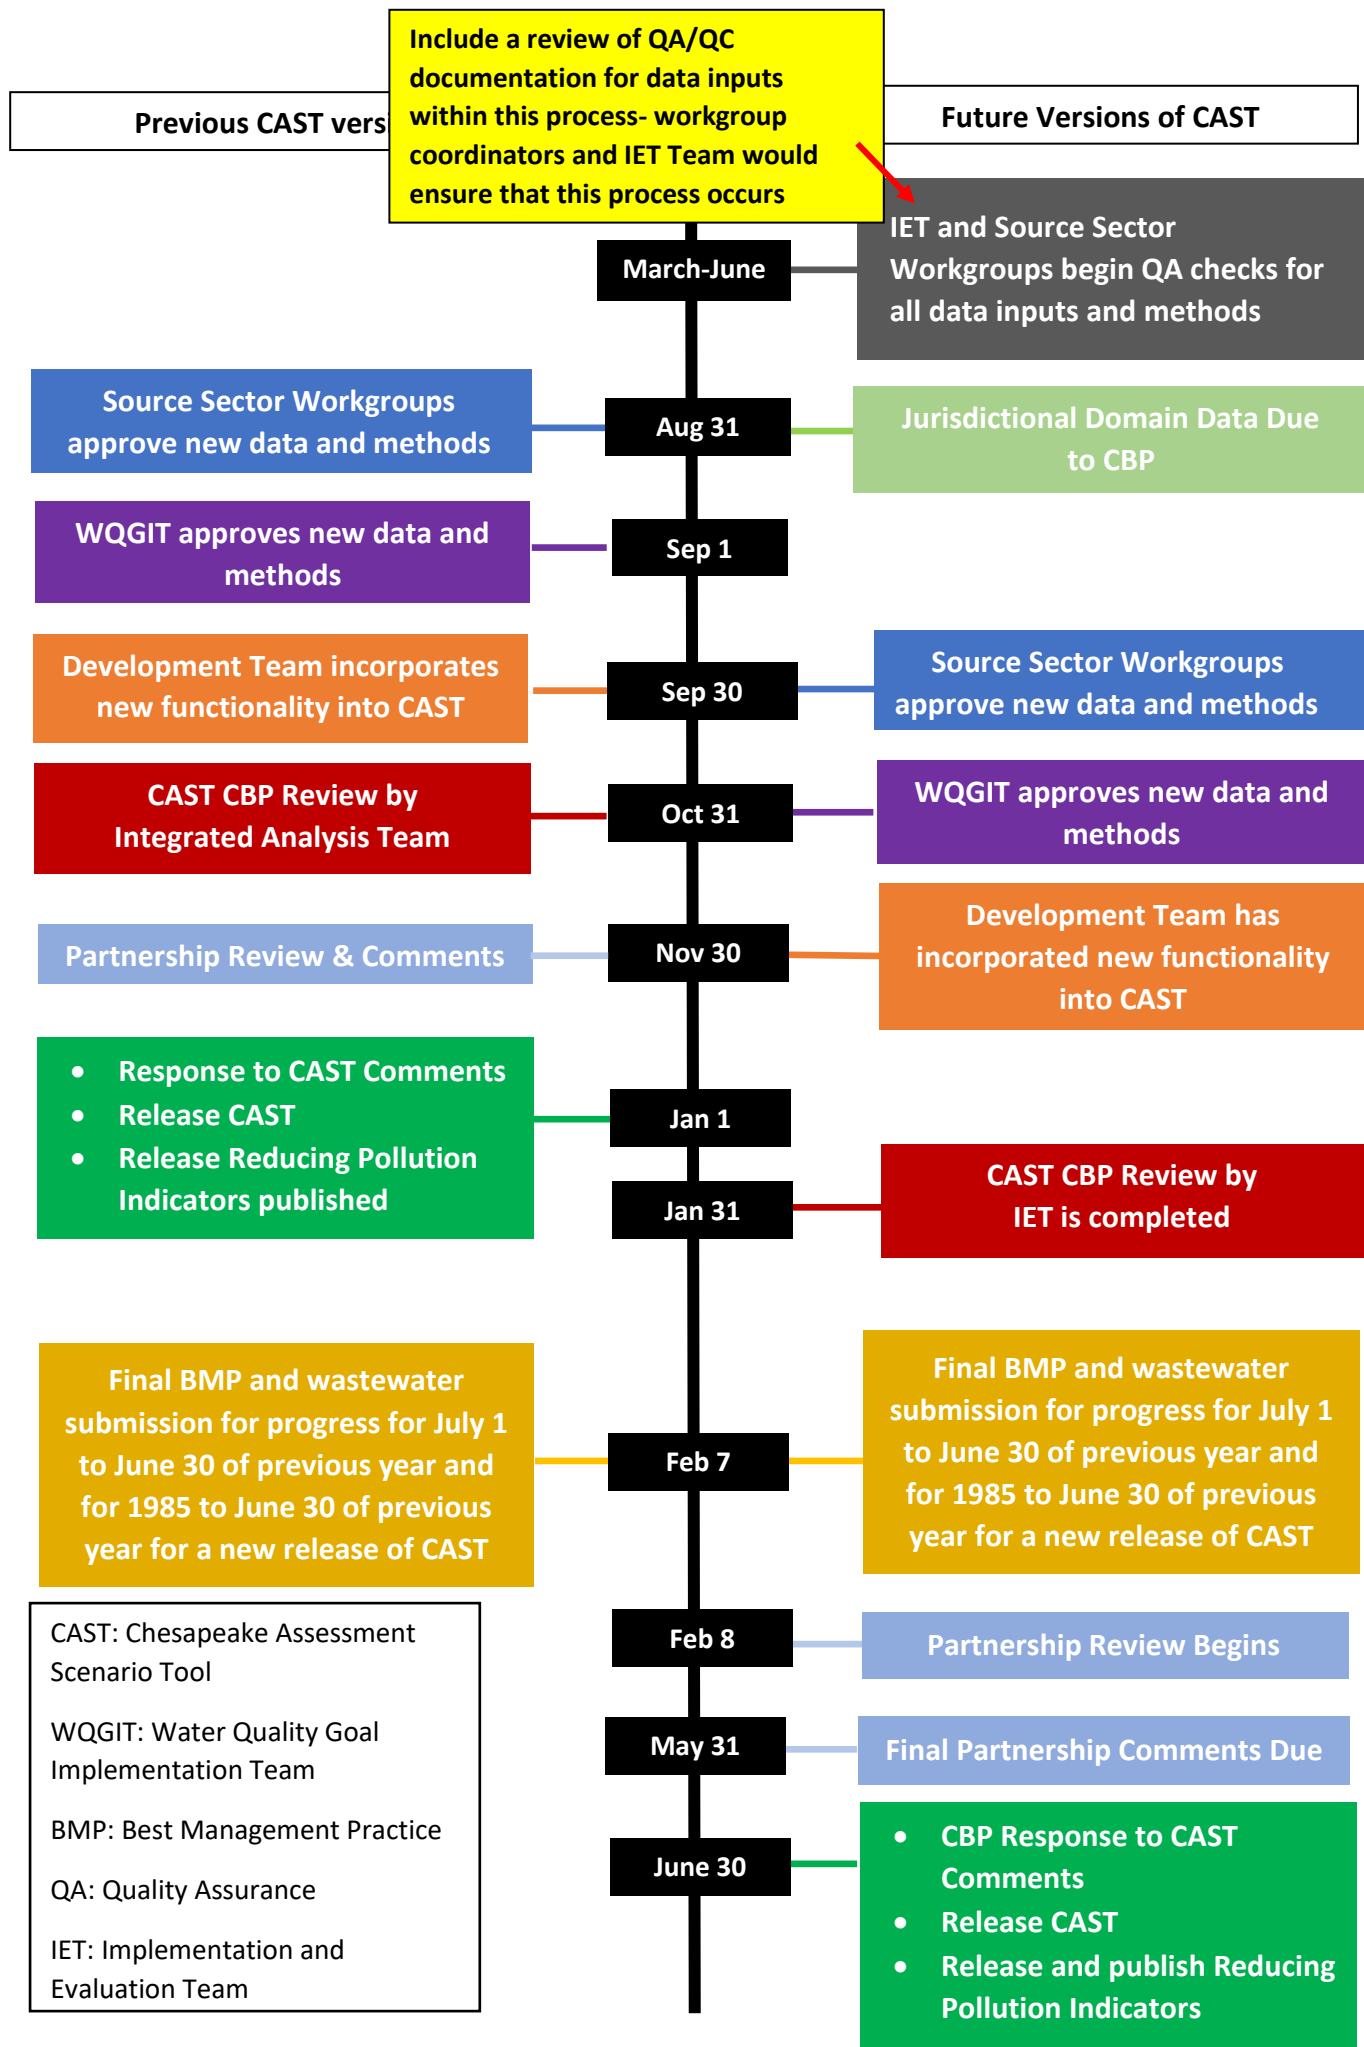 Include a review of QA/QC
documentation for data inputs
within this process- workgroup
coordinators and IET Team would
ensure that this process occurs
Previous CAST versi
Future Versions of CAST
March-June
IET and Source Sector
Workgroups begin QA checks for
all data inputs and methods
Source Sector Workgroups
approve new data and methods
Aug 31
Jurisdictional Domain Data Due
to CBP
WQGIT approves new data and
methods
Sep 1
Development Team incorporates
new functionality into CAST
Sep 30
Source Sector Workgroups
approve new data and methods
CAST CBP Review by
Integrated Analysis Team
Oct 31
WQGIT approves new data and
methods
Partnership Review & Comments
Nov 30
Development Team has
incorporated new functionality
into CAST
• Response to CAST Comments
• Release CAST
• Release Reducing Pollution
Indicators published
Jan 1
Jan 31
CAST CBP Review by
IET is completed
Final BMP and wastewater
submission for progress for July 1
to June 30 of previous year and
for 1985 to June 30 of previous
year for a new release of CAST
Feb 7
Final BMP and wastewater
submission for progress for July 1
to June 30 of previous year and
for 1985 to June 30 of previous
year for a new release of CAST
Feb 8
Partnership Review Begins
May 31
Final Partnership Comments Due
June 30
• CBP Response to CAST
Comments
• Release CAST
• Release and publish Reducing
Pollution Indicators
CAST: Chesapeake Assessment
Scenario Tool
WQGIT: Water Quality Goal
Implementation Team
BMP: Best Management Practice
QA: Quality Assurance
IET: Implementation and
Evaluation Team